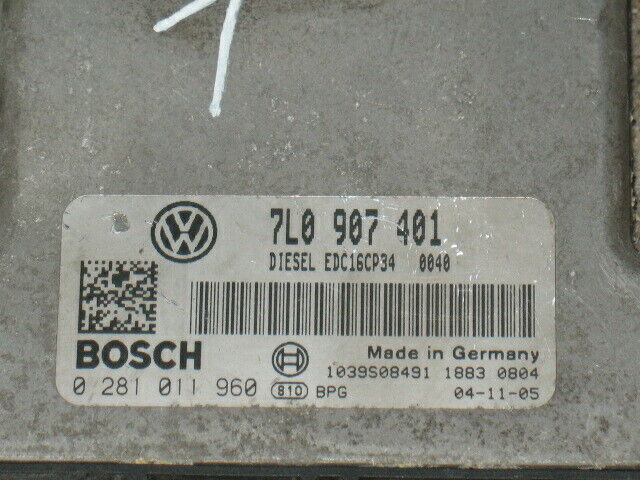 7L0 907 401
DIESEL EDC16CP34 0040
BOSCH
Made in Germany
1039S08491 1883 0804
0 281 011 960 810 BPG 04-11-05